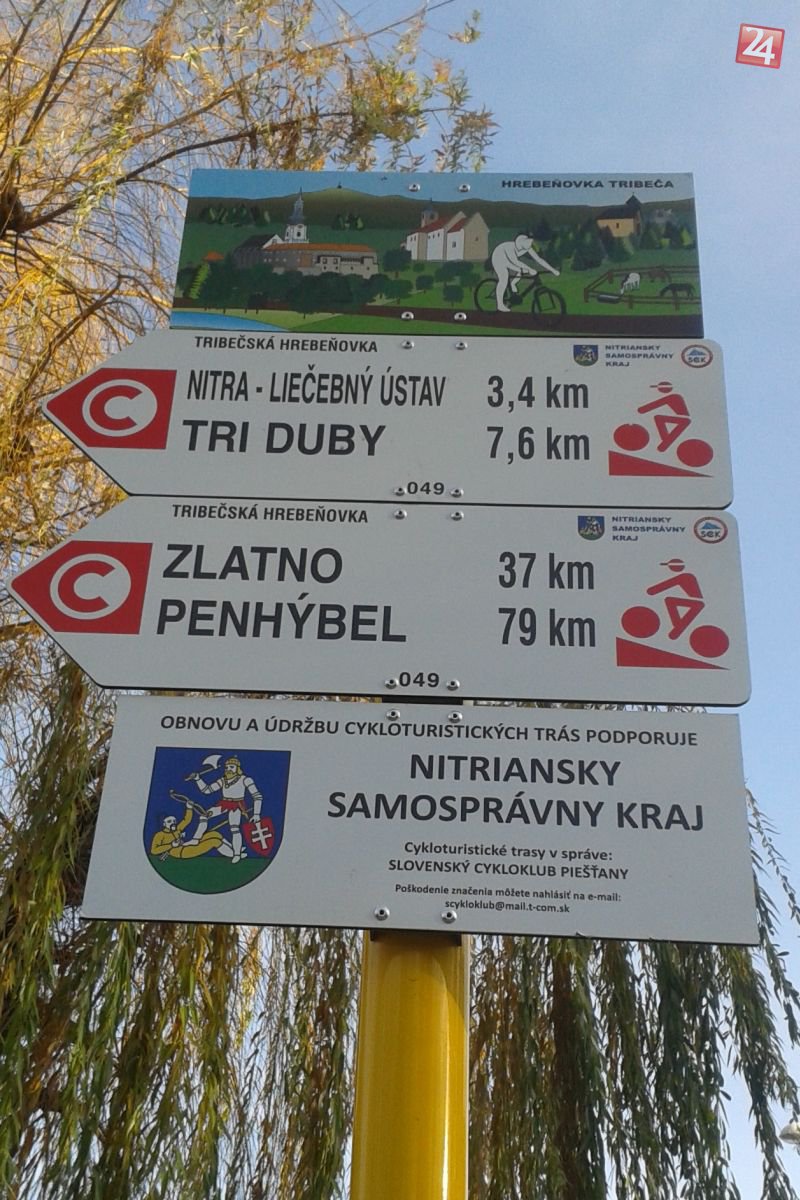 24
HREBEŇOVKA TRIBEČA
TRIBEČSKÁ HREBEŇOVKA
NITRIANSKY
SAMOSPRÁVNY
KRAJ
SCK
C
NITRA - LIEČEBNÝ ÚSTAV 3,4 km
TRI DUBY 7,6 km
049
TRIBEČSKÁ HREBEŇOVKA
NITRIANSKY
SAMOSPRÁVNY
KRAJ
SCK
C
ZLATNO 37 km
PENHÝBEL 79 km
049
OBNOVU A ÚDRŽBU CYKLOTURISTICKÝCH TRÁS PODPORUJE
NITRIANSKY
SAMOSPRÁVNY KRAJ
Cykloturistické trasy v správe:
SLOVENSKÝ CYKLOKLUB PIEŠŤANY
Poškodenie značenia môžete nahlásiť na e-mail:
scykloklub@mail.t-com.sk